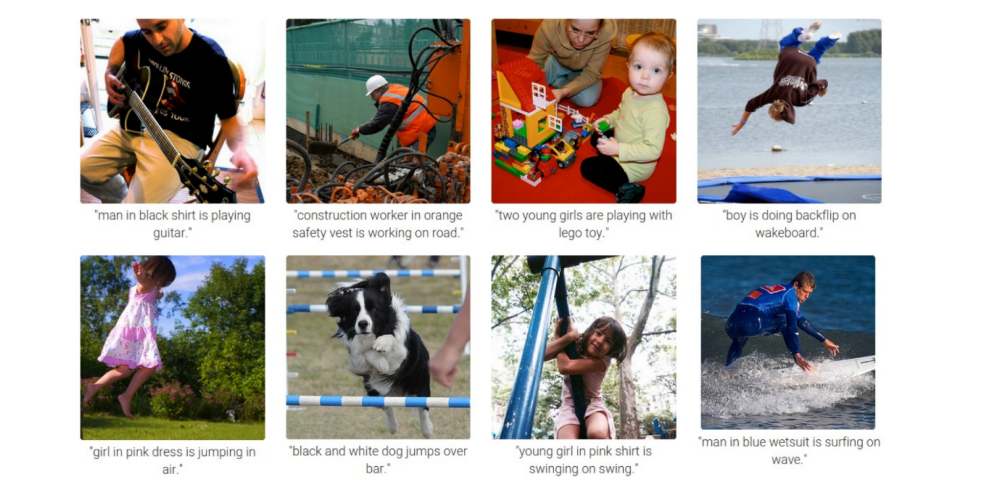 "man in black shirt is playing
guitar."
"construction worker in orange
safety vest is working on road."
"two young girls are playing with
lego toy."
"boy is doing backflip on
wakeboard."
"girl in pink dress is jumping in
air."
"black and white dog jumps over
bar."
"young girl in pink shirt is
swinging on swing."
"man in blue wetsuit is surfing on
wave."